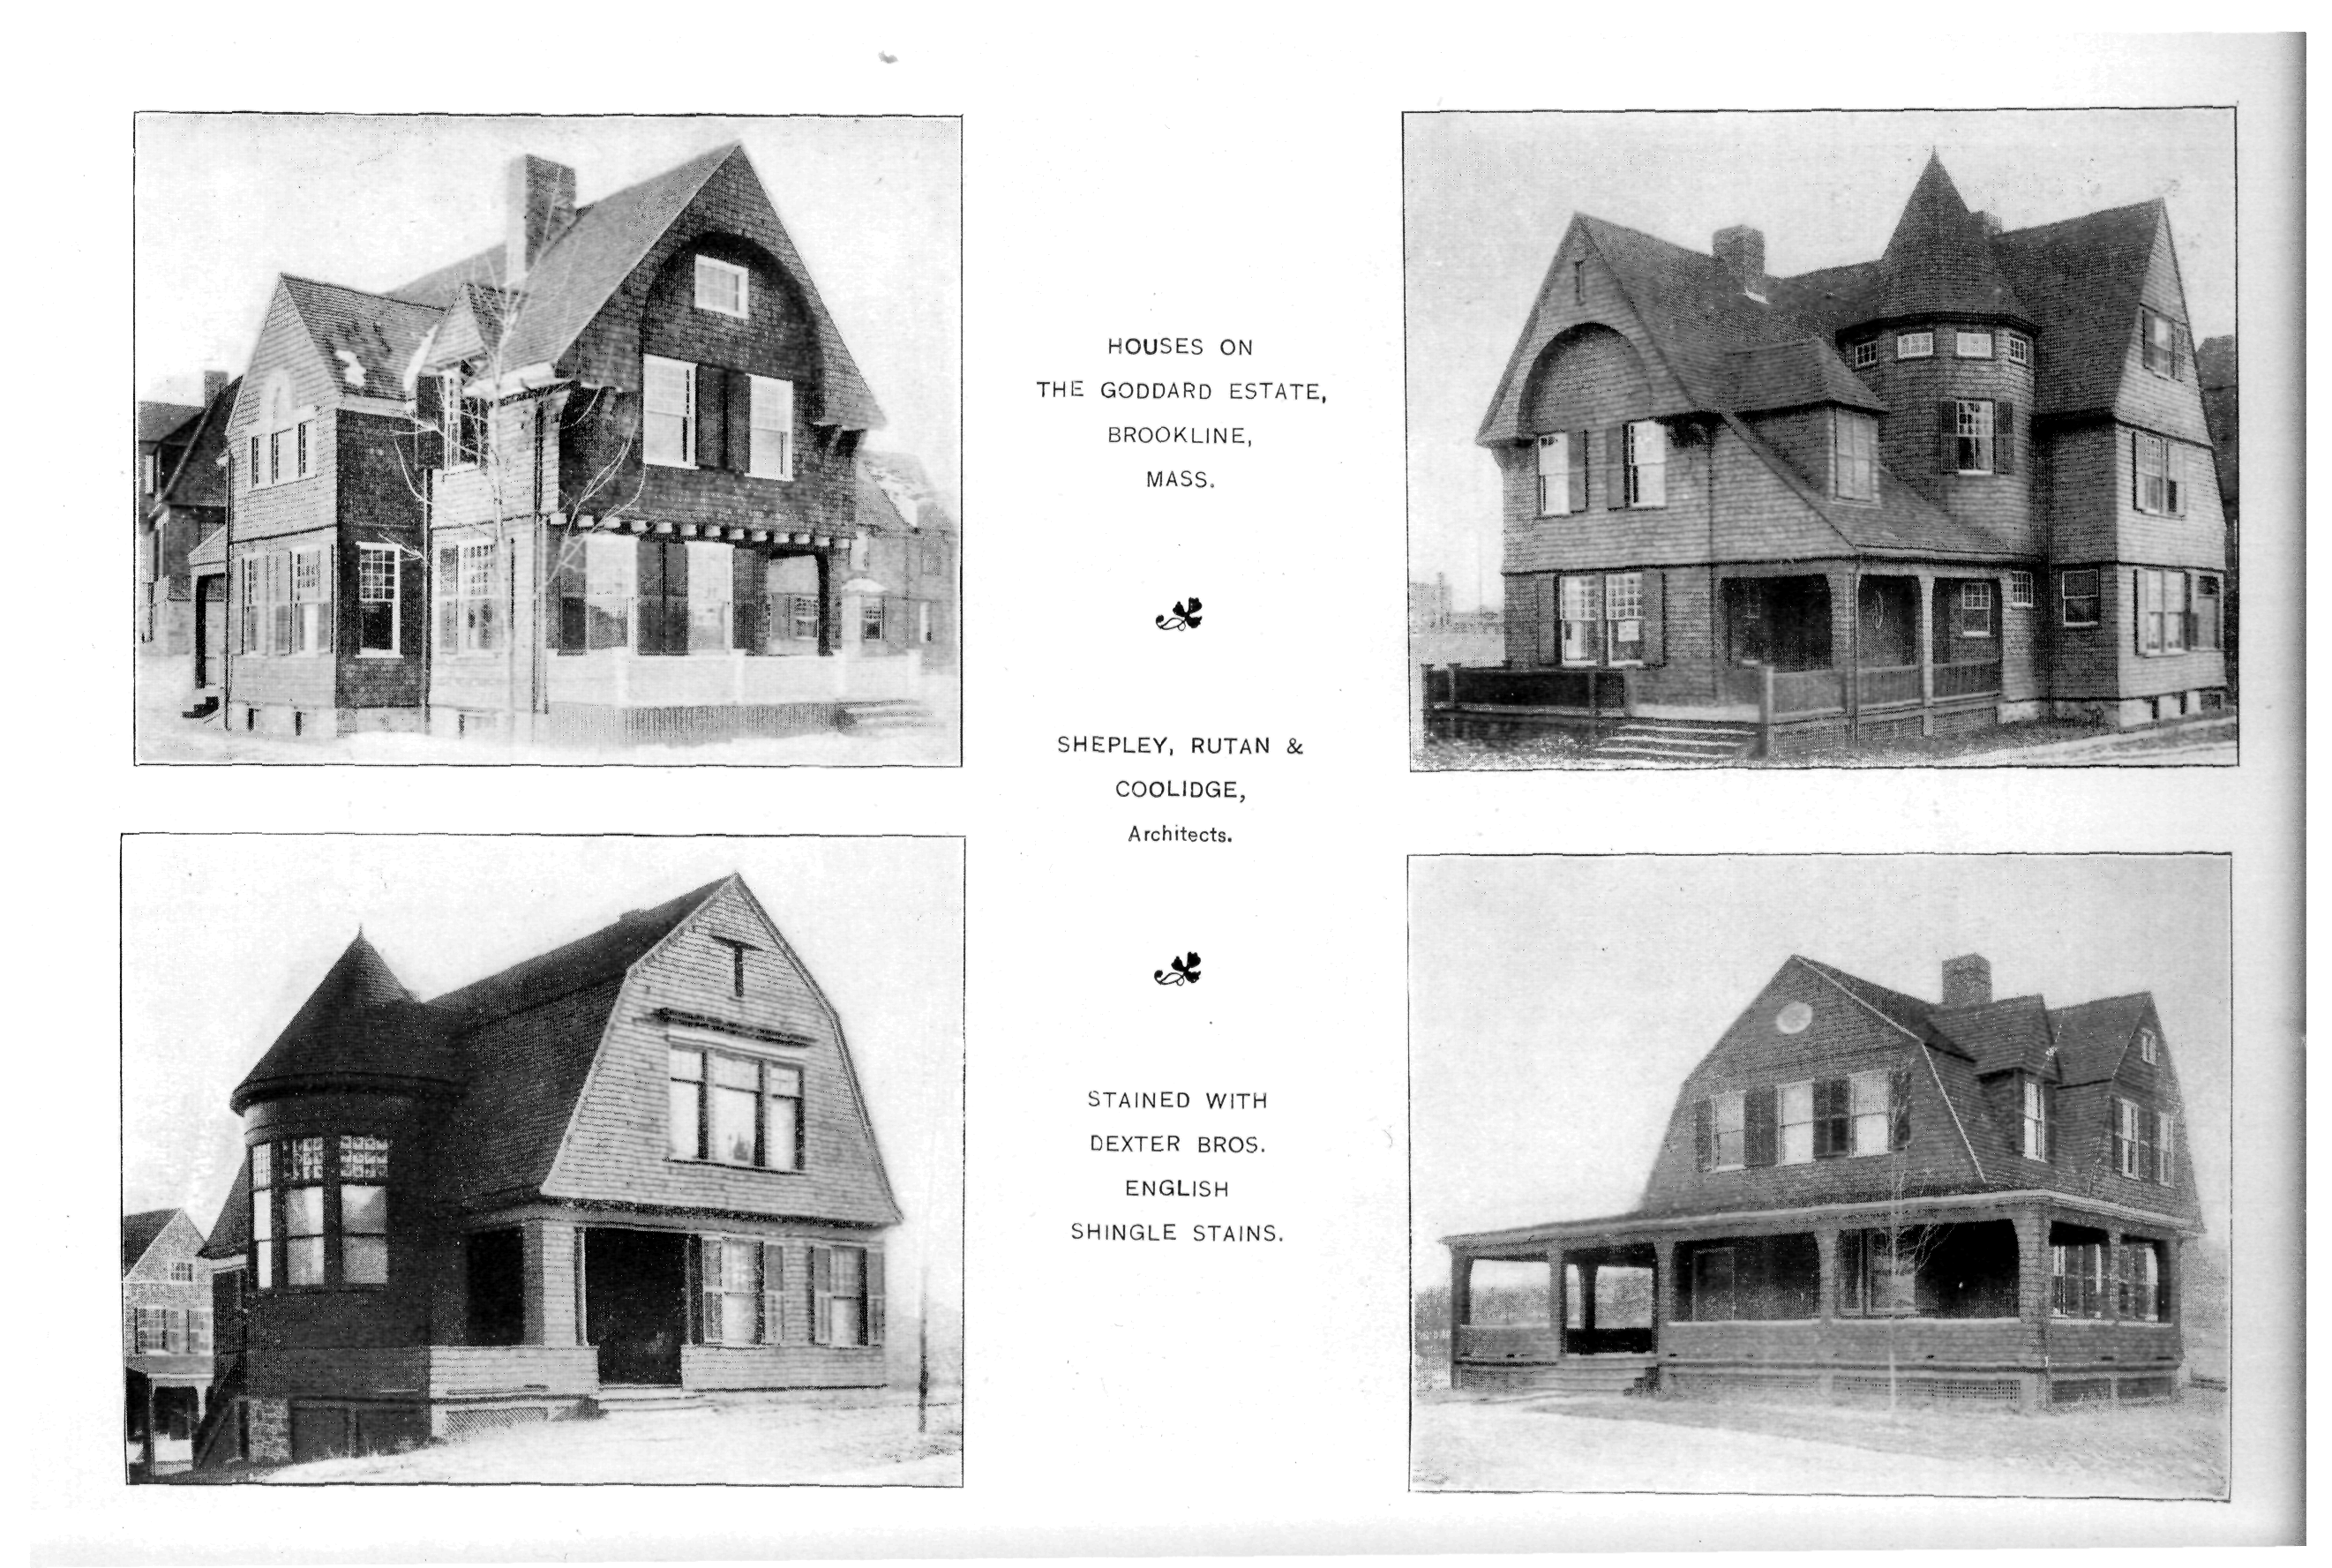 HOUSES ON
THE GODDARD ESTATE,
BROOKLINE,
MASS.
SHEPLEY, RUTAN &
COOLIDGE,
Architects.
STAINED WITH
DEXTER BROS.
ENGLISH
SHINGLE STAINS.